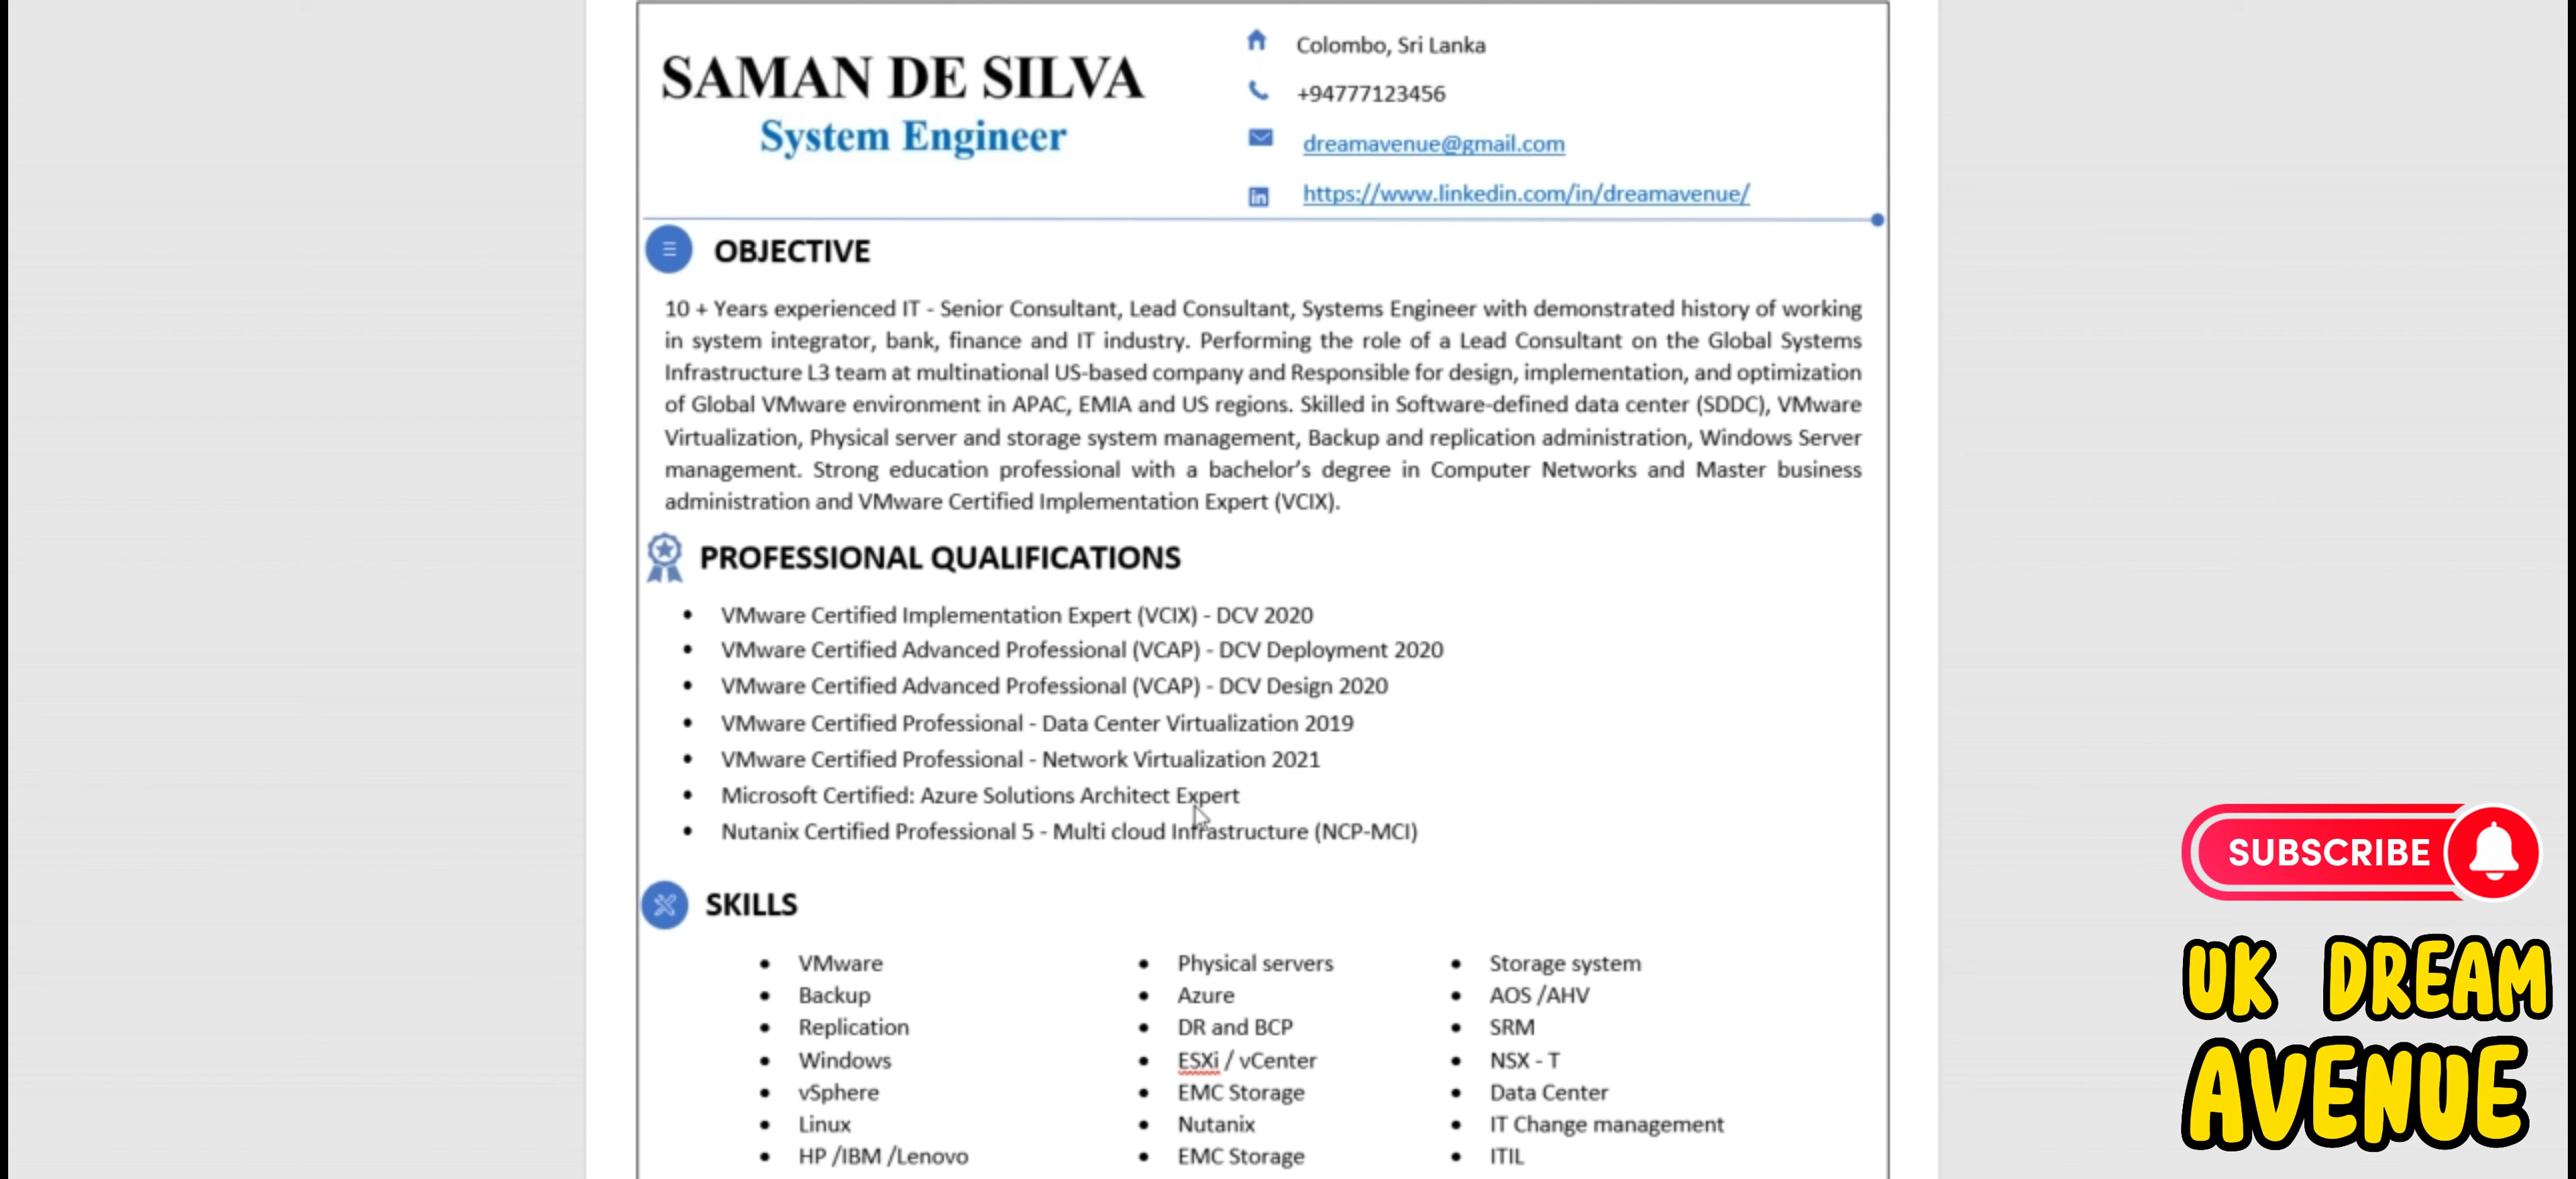 SAMAN DE SILVA
System Engineer
Colombo, Sri Lanka
+94777123456
dreamavenue@gmail.com
https://www.linkedin.com/in/dreamavenue/
OBJECTIVE
10 + Years experienced IT - Senior Consultant, Lead Consultant, Systems Engineer with demonstrated history of working
in system integrator, bank, finance and IT industry. Performing the role of a Lead Consultant on the Global Systems
Infrastructure L3 team at multinational US-based company and Responsible for design, implementation, and optimization
of Global VMware environment in APAC, EMIA and US regions. Skilled in Software-defined data center (SDDC), VMware
Virtualization, Physical server and storage system management, Backup and replication administration, Windows Server
management. Strong education professional with a bachelor's degree in Computer Networks and Master business
administration and VMware Certified Implementation Expert (VCIX).
PROFESSIONAL QUALIFICATIONS
• VMware Certified Implementation Expert (VCIX) - DCV 2020
• VMware Certified Advanced Professional (VCAP) - DCV Deployment 2020
• VMware Certified Advanced Professional (VCAP) - DCV Design 2020
• VMware Certified Professional - Data Center Virtualization 2019
• VMware Certified Professional - Network Virtualization 2021
• Microsoft Certified: Azure Solutions Architect Expert
• Nutanix Certified Professional 5 - Multi cloud Infrastructure (NCP-MCI)
SKILLS
• VMware
• Backup
• Replication
• Windows
• vSphere
• Linux
• HP /IBM /Lenovo
• Physical servers
• Azure
• DR and BCP
• ESXi / vCenter
• EMC Storage
• Nutanix
• EMC Storage
• Storage system
• AOS /AHV
• SRM
• NSX - T
• Data Center
• IT Change management
• ITIL
SUBSCRIBE
UK DREAM
AVENUE